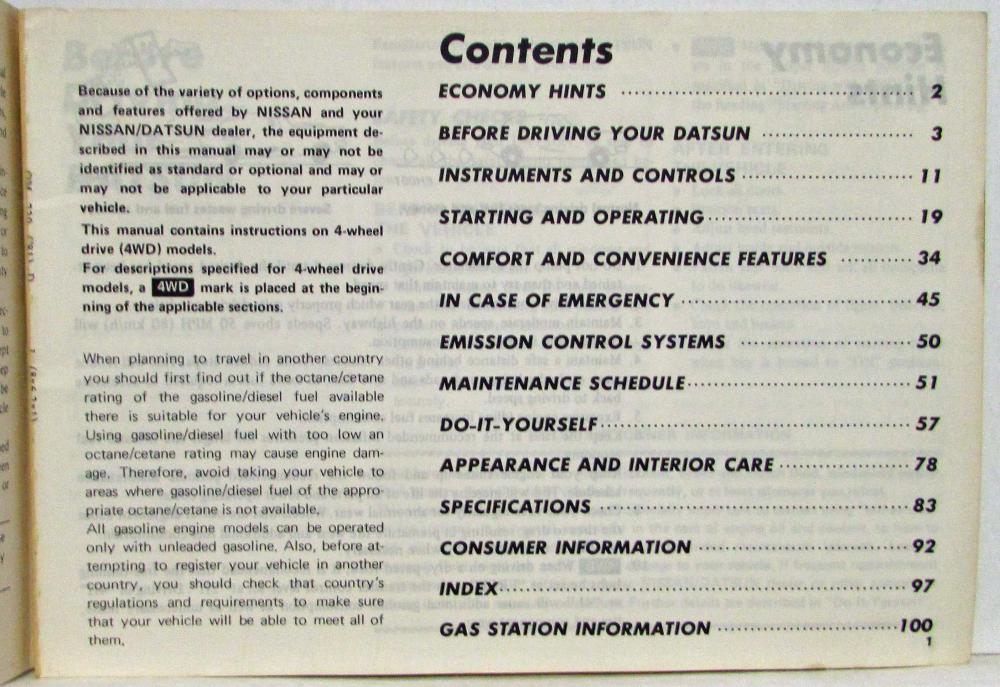 Because of the variety of options, components
and features offered by NISSAN and your
NISSAN/DATSUN dealer, the equipment de-
scribed in this manual may or may not be
identified as standard or optional and may or
may not be applicable to your particular
vehicle.
This manual contains instructions on 4-wheel
drive (4WD) models.
For descriptions specified for 4-wheel drive
models, a 4WD mark is placed at the begin-
ning of the applicable sections.
When planning to travel in another country
you should first find out if the octane/cetane
rating of the gasoline/diesel fuel available
there is suitable for your vehicle's engine.
Using gasoline/diesel fuel with too low an
octane/cetane rating may cause engine dam-
age. Therefore, avoid taking your vehicle to
areas where gasoline/diesel fuel of the appro-
priate octane/cetane is not available.
All gasoline engine models can be operated
only with unleaded gasoline. Also, before at-
tempting to register your vehicle in another
country, you should check that country's
regulations and requirements to make sure
that your vehicle will be able to meet all of
them.
Contents
ECONOMY HINTS 2
BEFORE DRIVING YOUR DATSUN 3
INSTRUMENTS AND CONTROLS 11
STARTING AND OPERATING 19
COMFORT AND CONVENIENCE FEATURES 34
IN CASE OF EMERGENCY 45
EMISSION CONTROL SYSTEMS 50
MAINTENANCE SCHEDULE 51
DO-IT-YOURSELF 57
APPEARANCE AND INTERIOR CARE 78
SPECIFICATIONS 83
CONSUMER INFORMATION 92
INDEX 97
GAS STATION INFORMATION 100
1